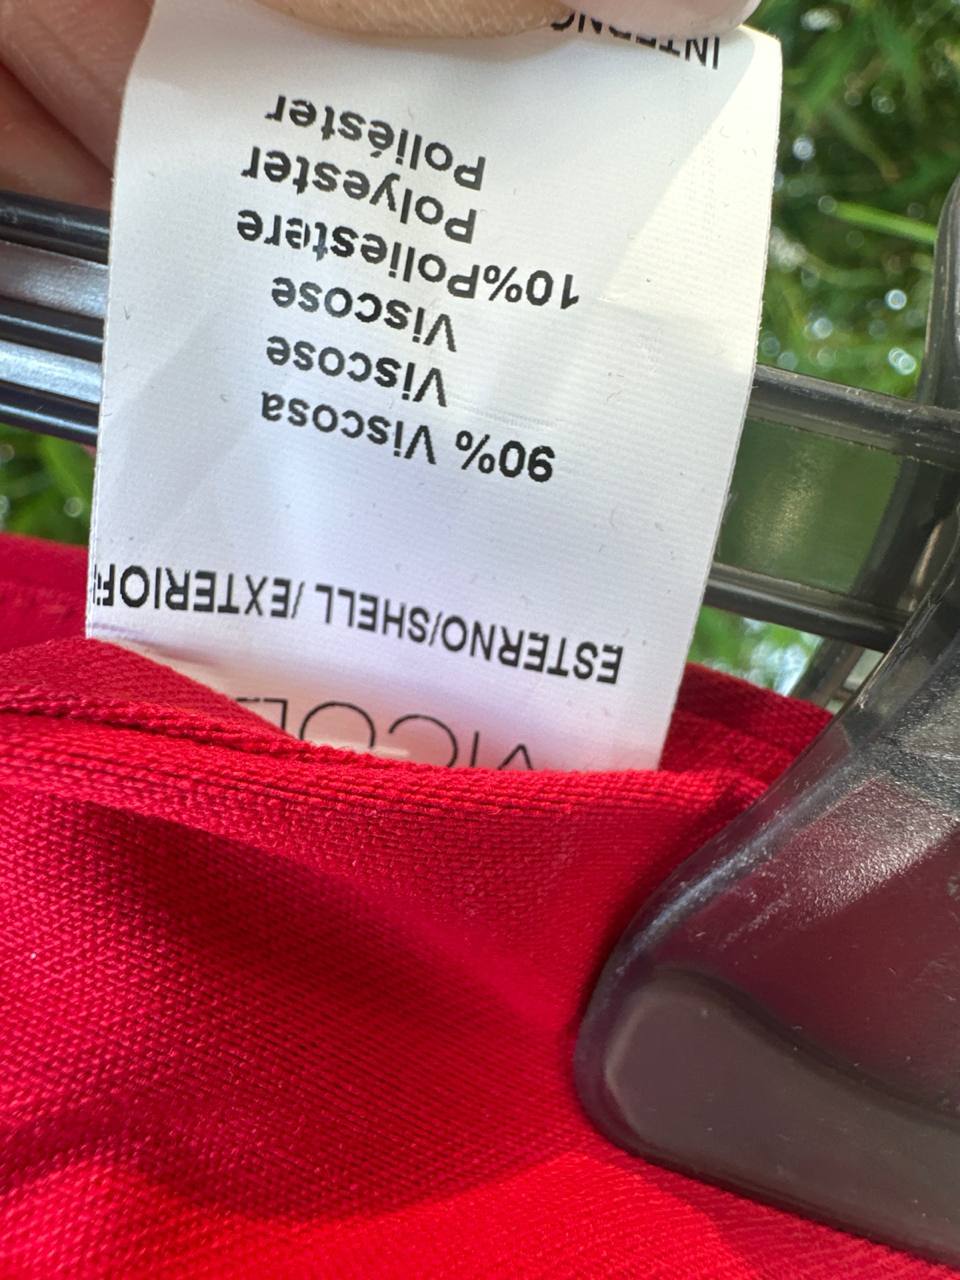 ESTERNO/SHELL/EXTERIOR
90% Viscosa
Viscose
Viscose
10%Poliestere
Polyester
Poliéster